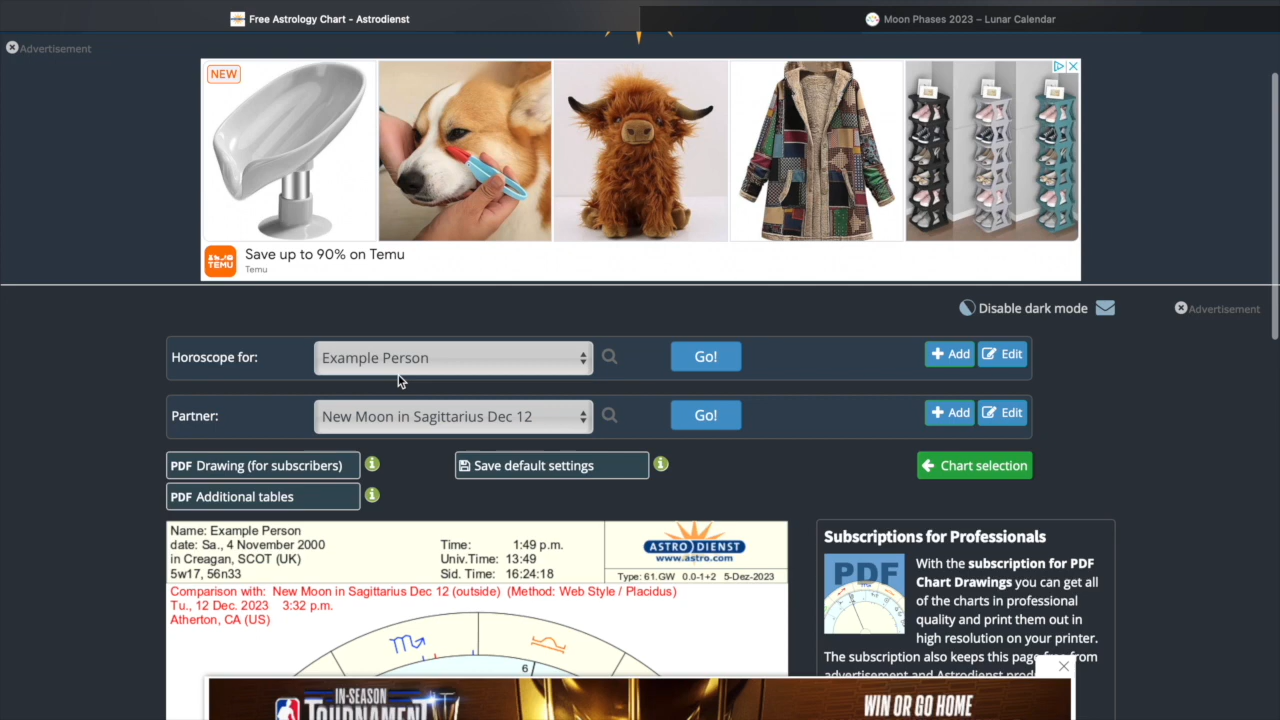 Free Astrology Chart - Astrodienst
Moon Phases 2023 – Lunar Calendar
Advertisement
NEW
TEMU
Save up to 90% on Temu
Temu
Disable dark mode
Advertisement
Horoscope for:
Example Person
Go!
Add
Edit
Partner:
New Moon in Sagittarius Dec 12
Go!
Add
Edit
PDF Drawing (for subscribers)
Save default settings
Chart selection
PDF Additional tables
Name: Example Person
date: Sa., 4 November 2000
in Creagan, SCOT (UK)
5w17, 56n33
Time: 1:49 p.m.
Univ.Time: 13:49
Sid. Time: 16:24:18
ASTRODIENST
www.astro.com
Type: 61.GW 0.0-1+2 5-Dez-2023
Comparison with: New Moon in Sagittarius Dec 12 (outside) (Method: Web Style / Placidus)
Tu., 12 Dec. 2023 3:32 p.m.
Atherton, CA (US)
6
Subscriptions for Professionals
PDF
With the subscription for PDF
Chart Drawings you can get all
of the charts in professional
quality and print them out in
high resolution on your printer.
The subscription also keeps this page free from
IN-SEASON
TOURNAMENT
WIN OR GO HOME